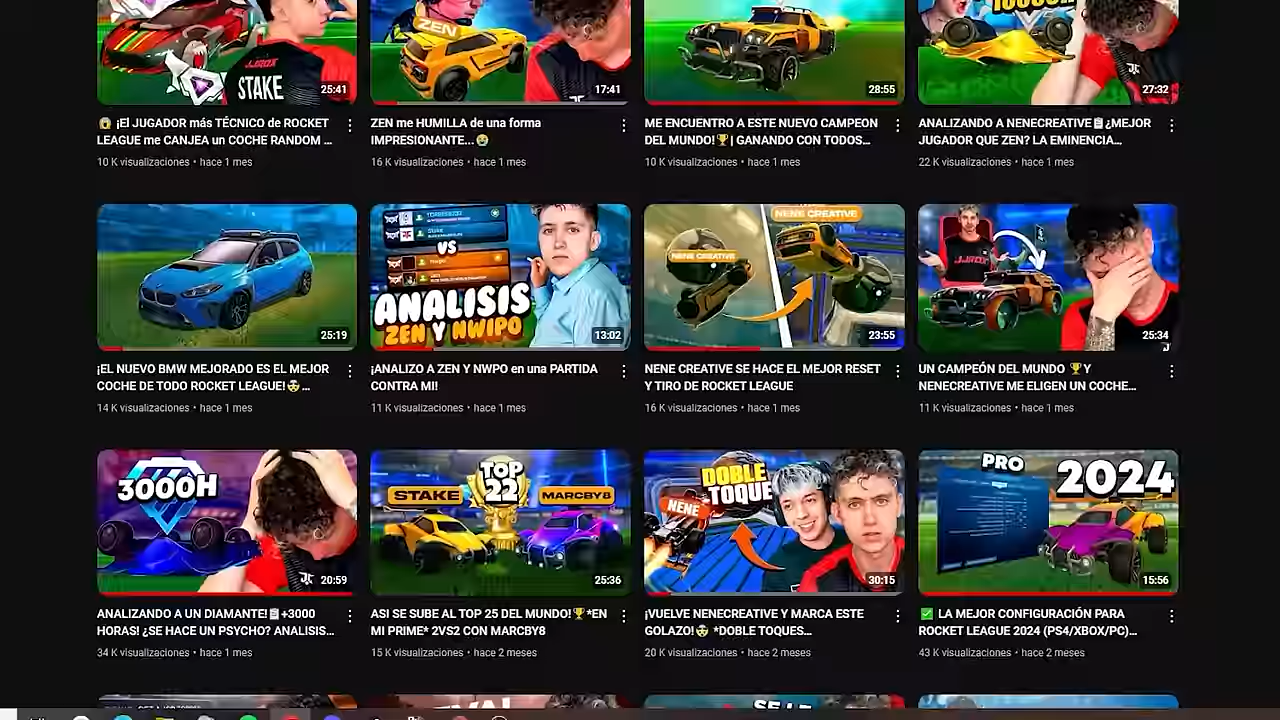 JJROX
STAKE
25:41
ZEN
17:41
28:55
10000H
27:32
😱 ¡El JUGADOR más TÉCNICO de ROCKET
LEAGUE me CANJEA un COCHE RANDOM ...
10 K visualizaciones • hace 1 mes
ZEN me HUMILLA de una forma
IMPRESIONANTE...😭
16 K visualizaciones • hace 1 mes
ME ENCUENTRO A ESTE NUEVO CAMPEON
DEL MUNDO!🏆| GANANDO CON TODOS...
10 K visualizaciones • hace 1 mes
ANALIZANDO A NENECREATIVE📋¿MEJOR
JUGADOR QUE ZEN? LA EMINENCIA...
22 K visualizaciones • hace 1 mes
25:19
Stake
VS
ANALISIS
ZEN Y NWIPO
13:02
NENE CREATIVE
NENE CREATIVE
23:55
JJROX
25:34
¡EL NUEVO BMW MEJORADO ES EL MEJOR
COCHE DE TODO ROCKET LEAGUE!🤯...
14 K visualizaciones • hace 1 mes
¡ANALIZO A ZEN Y NWPO en una PARTIDA
CONTRA MI!
11 K visualizaciones • hace 1 mes
NENE CREATIVE SE HACE EL MEJOR RESET
Y TIRO DE ROCKET LEAGUE
16 K visualizaciones • hace 1 mes
UN CAMPEÓN DEL MUNDO 🏆Y
NENECREATIVE ME ELIGEN UN COCHE...
11 K visualizaciones • hace 1 mes
3000H
20:59
TOP
22
STAKE
MARCBY8
25:36
DOBLE
TOQUE
NENE
30:15
PRO
2024
15:56
ANALIZANDO A UN DIAMANTE!📋+3000
HORAS! ¿SE HACE UN PSYCHO? ANALISIS...
34 K visualizaciones • hace 1 mes
ASI SE SUBE AL TOP 25 DEL MUNDO!🏆*EN
MI PRIME* 2VS2 CON MARCBY8
15 K visualizaciones • hace 2 meses
¡VUELVE NENECREATIVE Y MARCA ESTE
GOLAZO!🤯 *DOBLE TOQUES...
20 K visualizaciones • hace 2 meses
✅ LA MEJOR CONFIGURACIÓN PARA
ROCKET LEAGUE 2024 (PS4/XBOX/PC)...
43 K visualizaciones • hace 2 meses